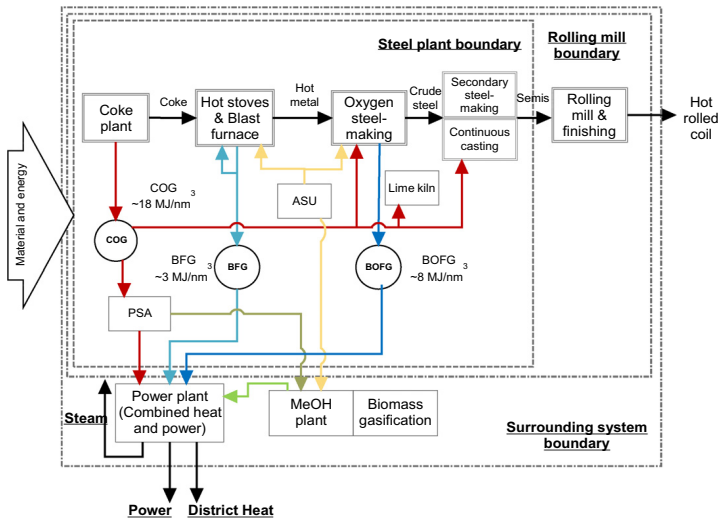 Steel plant boundary
Rolling mill
boundary
Coke
plant
Coke
Hot stoves
& Blast
furnace
Hot
metal
Oxygen
steel-
making
Crude
steel
Secondary
steel-
making
Continuous
casting
Semis
Rolling
mill &
finishing
Hot
rolled
coil
Material and energy
COG
~18 MJ/nm³
ASU
Lime kiln
COG
BFG
~3 MJ/nm³
BFG
BOFG
BOFG
~8 MJ/nm³
PSA
Steam
Power plant
(Combined heat
and power)
MeOH
plant
Biomass
gasification
Surrounding system
boundary
Power
District Heat